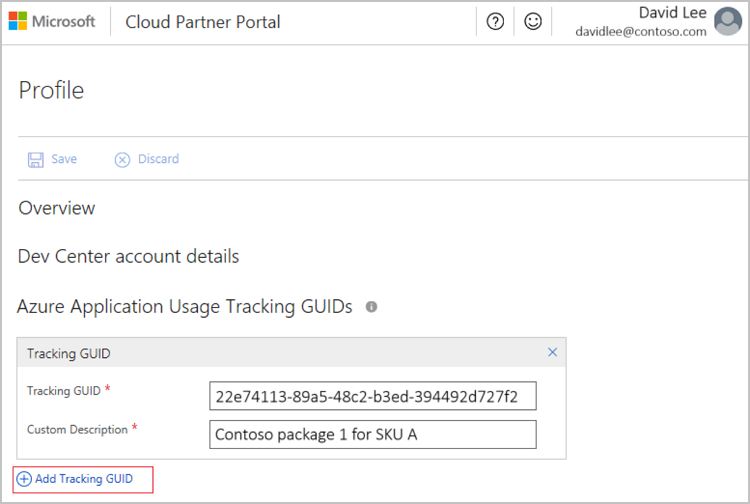 Microsoft
Cloud Partner Portal
David Lee
davidlee@contoso.com
Profile
Save
Discard
Overview
Dev Center account details
Azure Application Usage Tracking GUIDs
Tracking GUID
Tracking GUID *
22e74113-89a5-48c2-b3ed-394492d727f2
Custom Description *
Contoso package 1 for SKU A
Add Tracking GUID